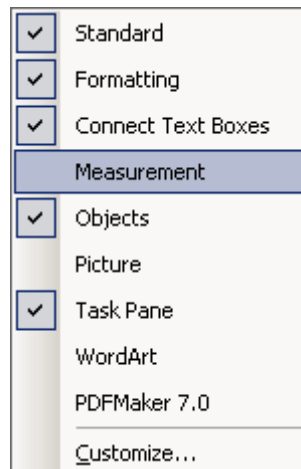 Standard
Formatting
Connect Text Boxes
Measurement
Objects
Picture
Task Pane
WordArt
PDFMaker 7.0
Customize...